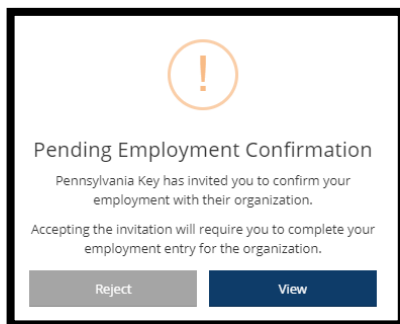 !
Pending Employment Confirmation
Pennsylvania Key has invited you to confirm your
employment with their organization.
Accepting the invitation will require you to complete your
employment entry for the organization.
Reject
View